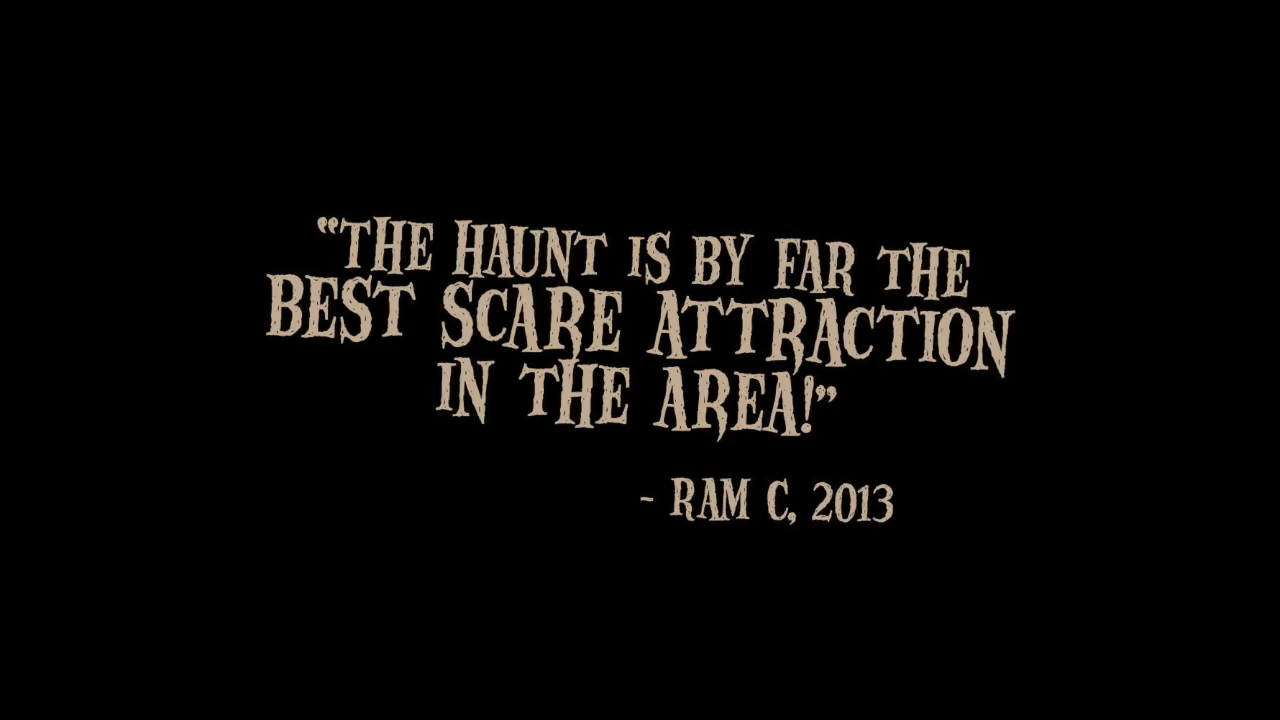 “THE HAUNT IS BY FAR THE
BEST SCARE ATTRACTION
IN THE AREA!”
- RAM C, 2013